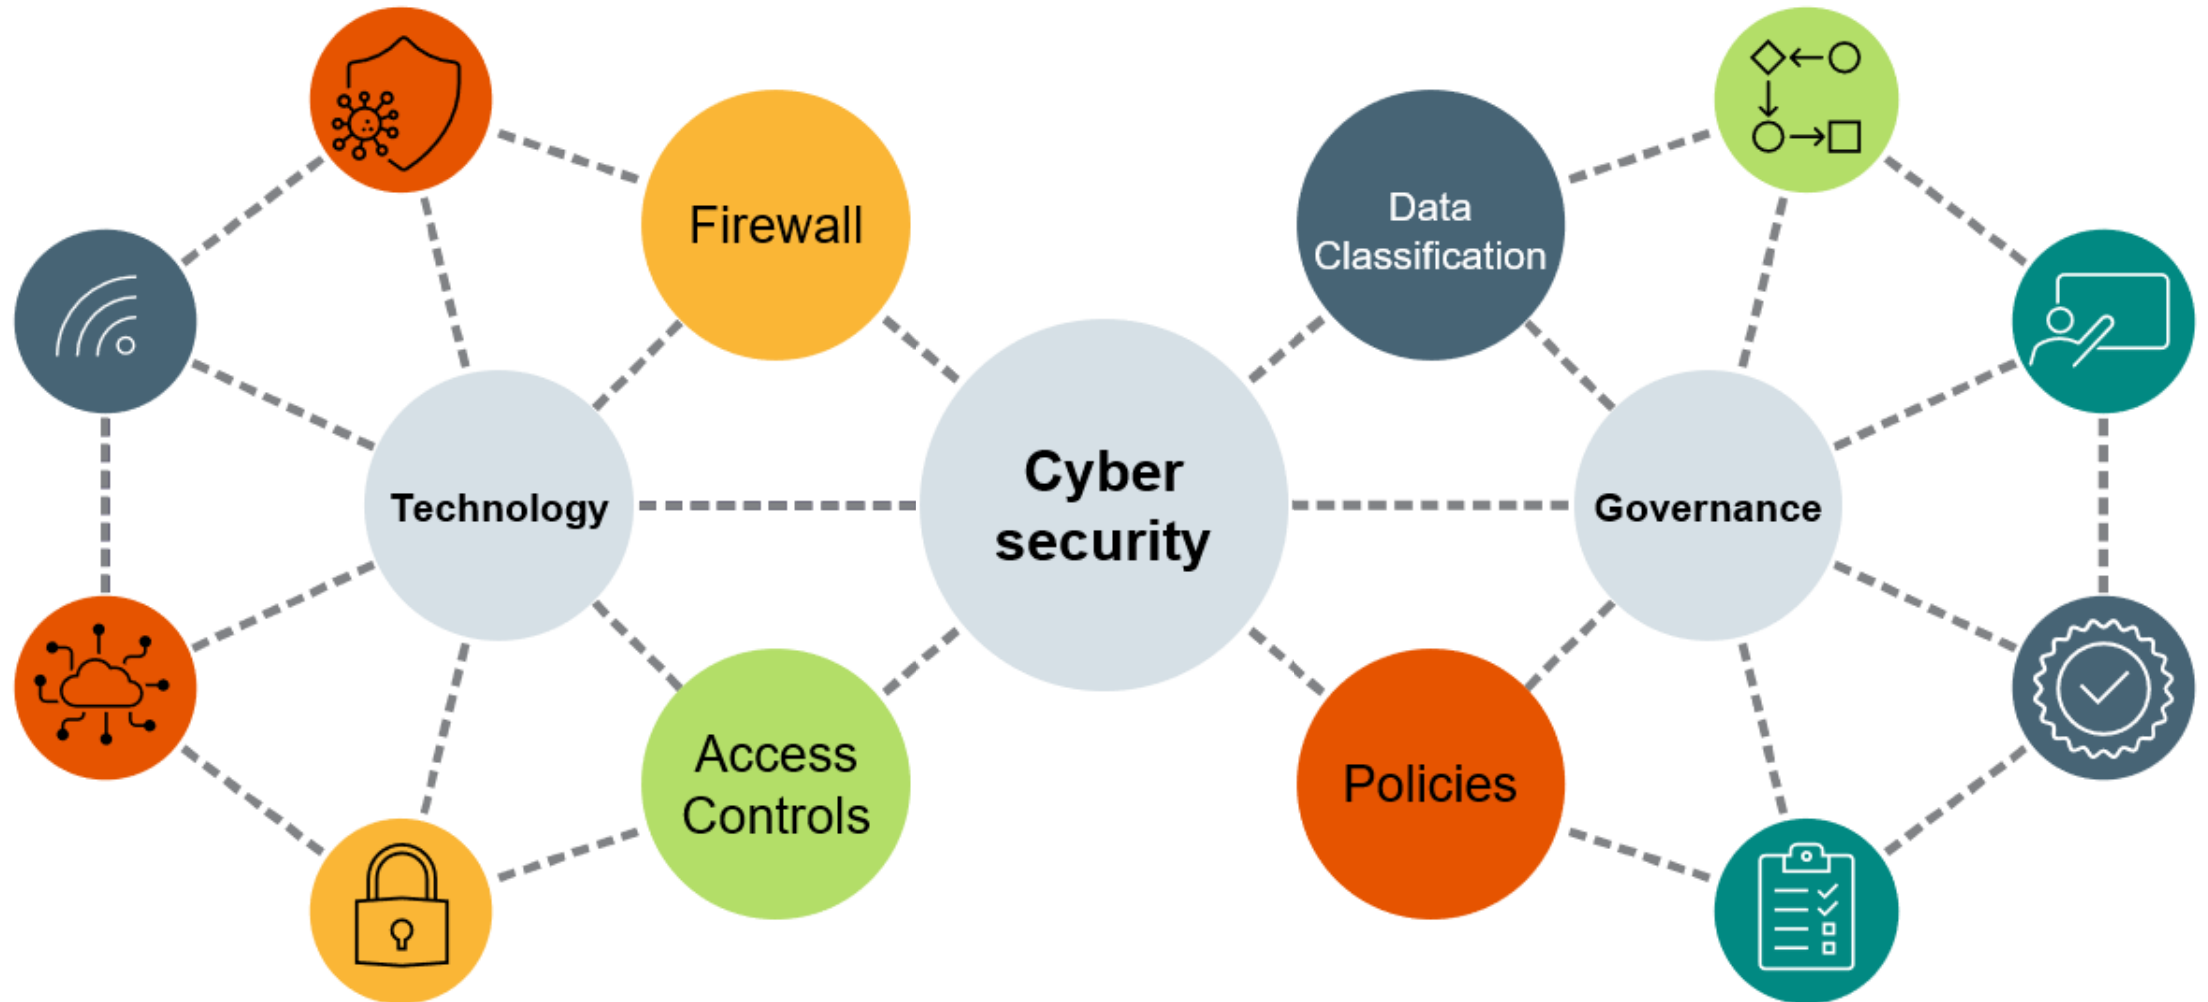 Firewall
Data
Classification
Technology
Cyber
security
Governance
Access
Controls
Policies